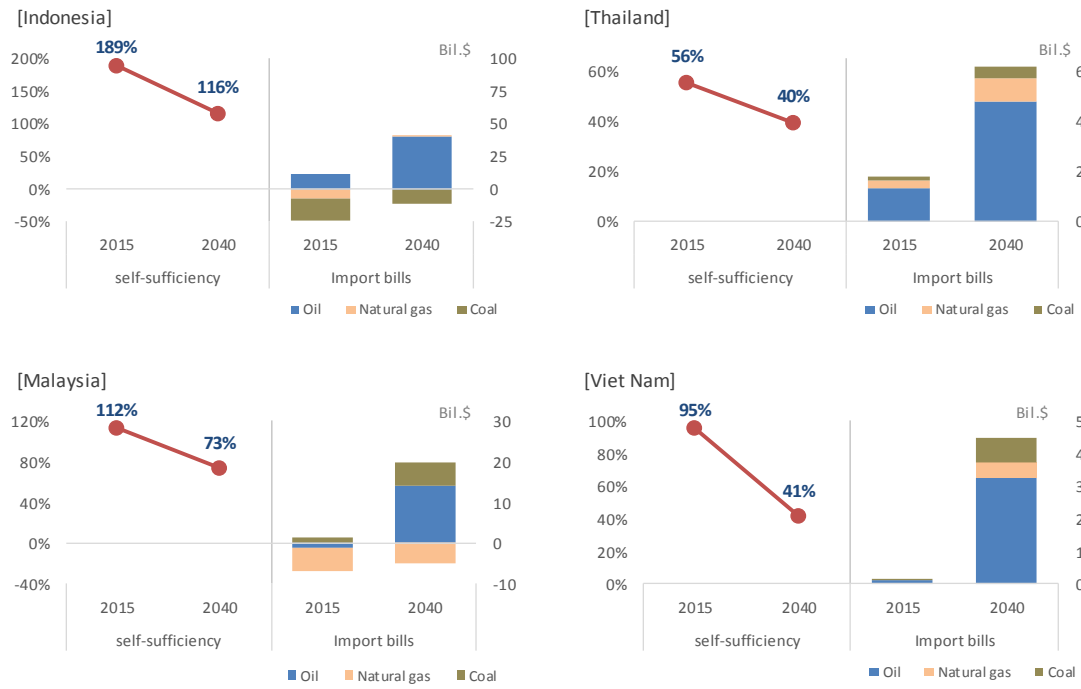 [Indonesia]
Bil.$
200%
150%
100%
50%
0%
-50%
189%
116%
100
75
50
25
0
-25
2015
2040
2015
2040
self-sufficiency
Import bills
Oil
Natural gas
Coal
[Thailand]
Bil.$
60%
40%
20%
0%
56%
40%
2015
2040
2015
2040
self-sufficiency
Import bills
Oil
Natural gas
Coal
[Malaysia]
Bil.$
120%
80%
40%
0%
-40%
112%
73%
30
20
10
0
-10
2015
2040
2015
2040
self-sufficiency
Import bills
Oil
Natural gas
Coal
[Viet Nam]
Bil.$
100%
80%
60%
40%
20%
0%
95%
41%
2015
2040
2015
2040
self-sufficiency
Import bills
Oil
Natural gas
Coal